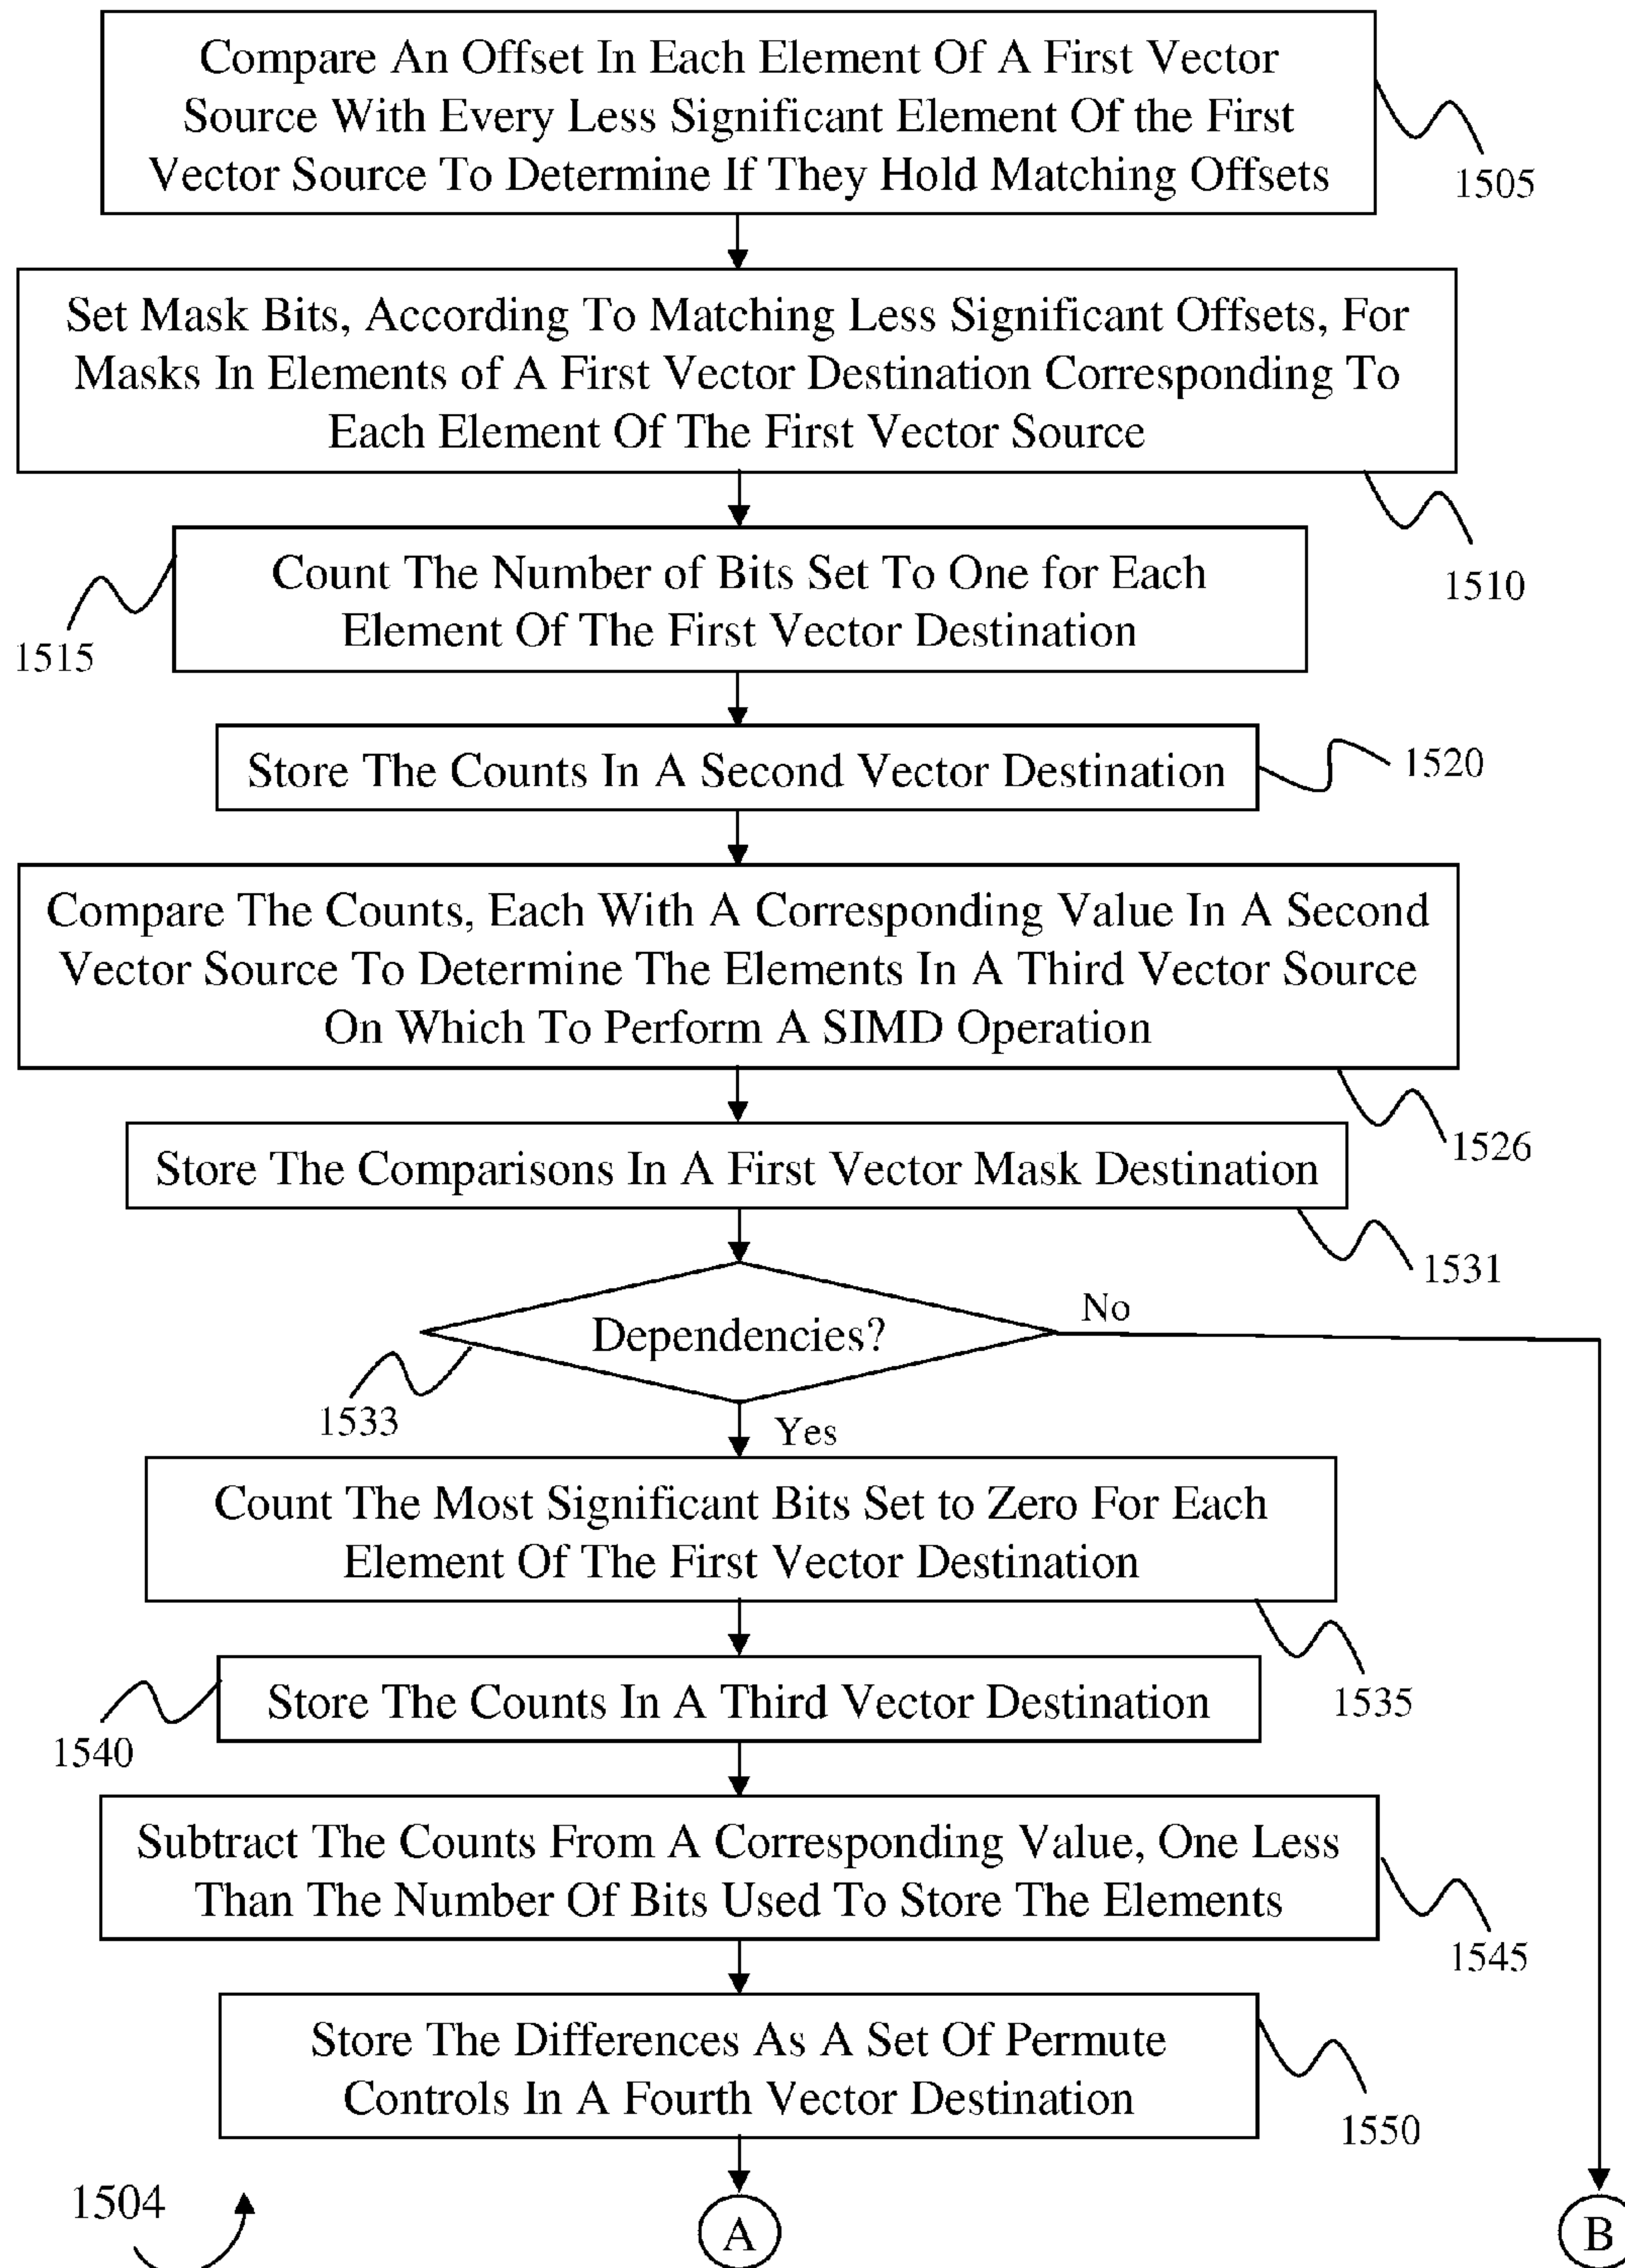 Compare An Offset In Each Element Of A First Vector
Source With Every Less Significant Element Of the First
Vector Source To Determine If They Hold Matching Offsets
1505
Set Mask Bits, According To Matching Less Significant Offsets, For
Masks In Elements of A First Vector Destination Corresponding To
Each Element Of The First Vector Source
1510
Count The Number of Bits Set To One for Each
Element Of The First Vector Destination
1515
Store The Counts In A Second Vector Destination
1520
Compare The Counts, Each With A Corresponding Value In A Second
Vector Source To Determine The Elements In A Third Vector Source
On Which To Perform A SIMD Operation
1526
Store The Comparisons In A First Vector Mask Destination
1531
Dependencies?
No
1533
Yes
Count The Most Significant Bits Set to Zero For Each
Element Of The First Vector Destination
1535
Store The Counts In A Third Vector Destination
1540
Subtract The Counts From A Corresponding Value, One Less
Than The Number Of Bits Used To Store The Elements
1545
Store The Differences As A Set Of Permute
Controls In A Fourth Vector Destination
1550
1504
A
B